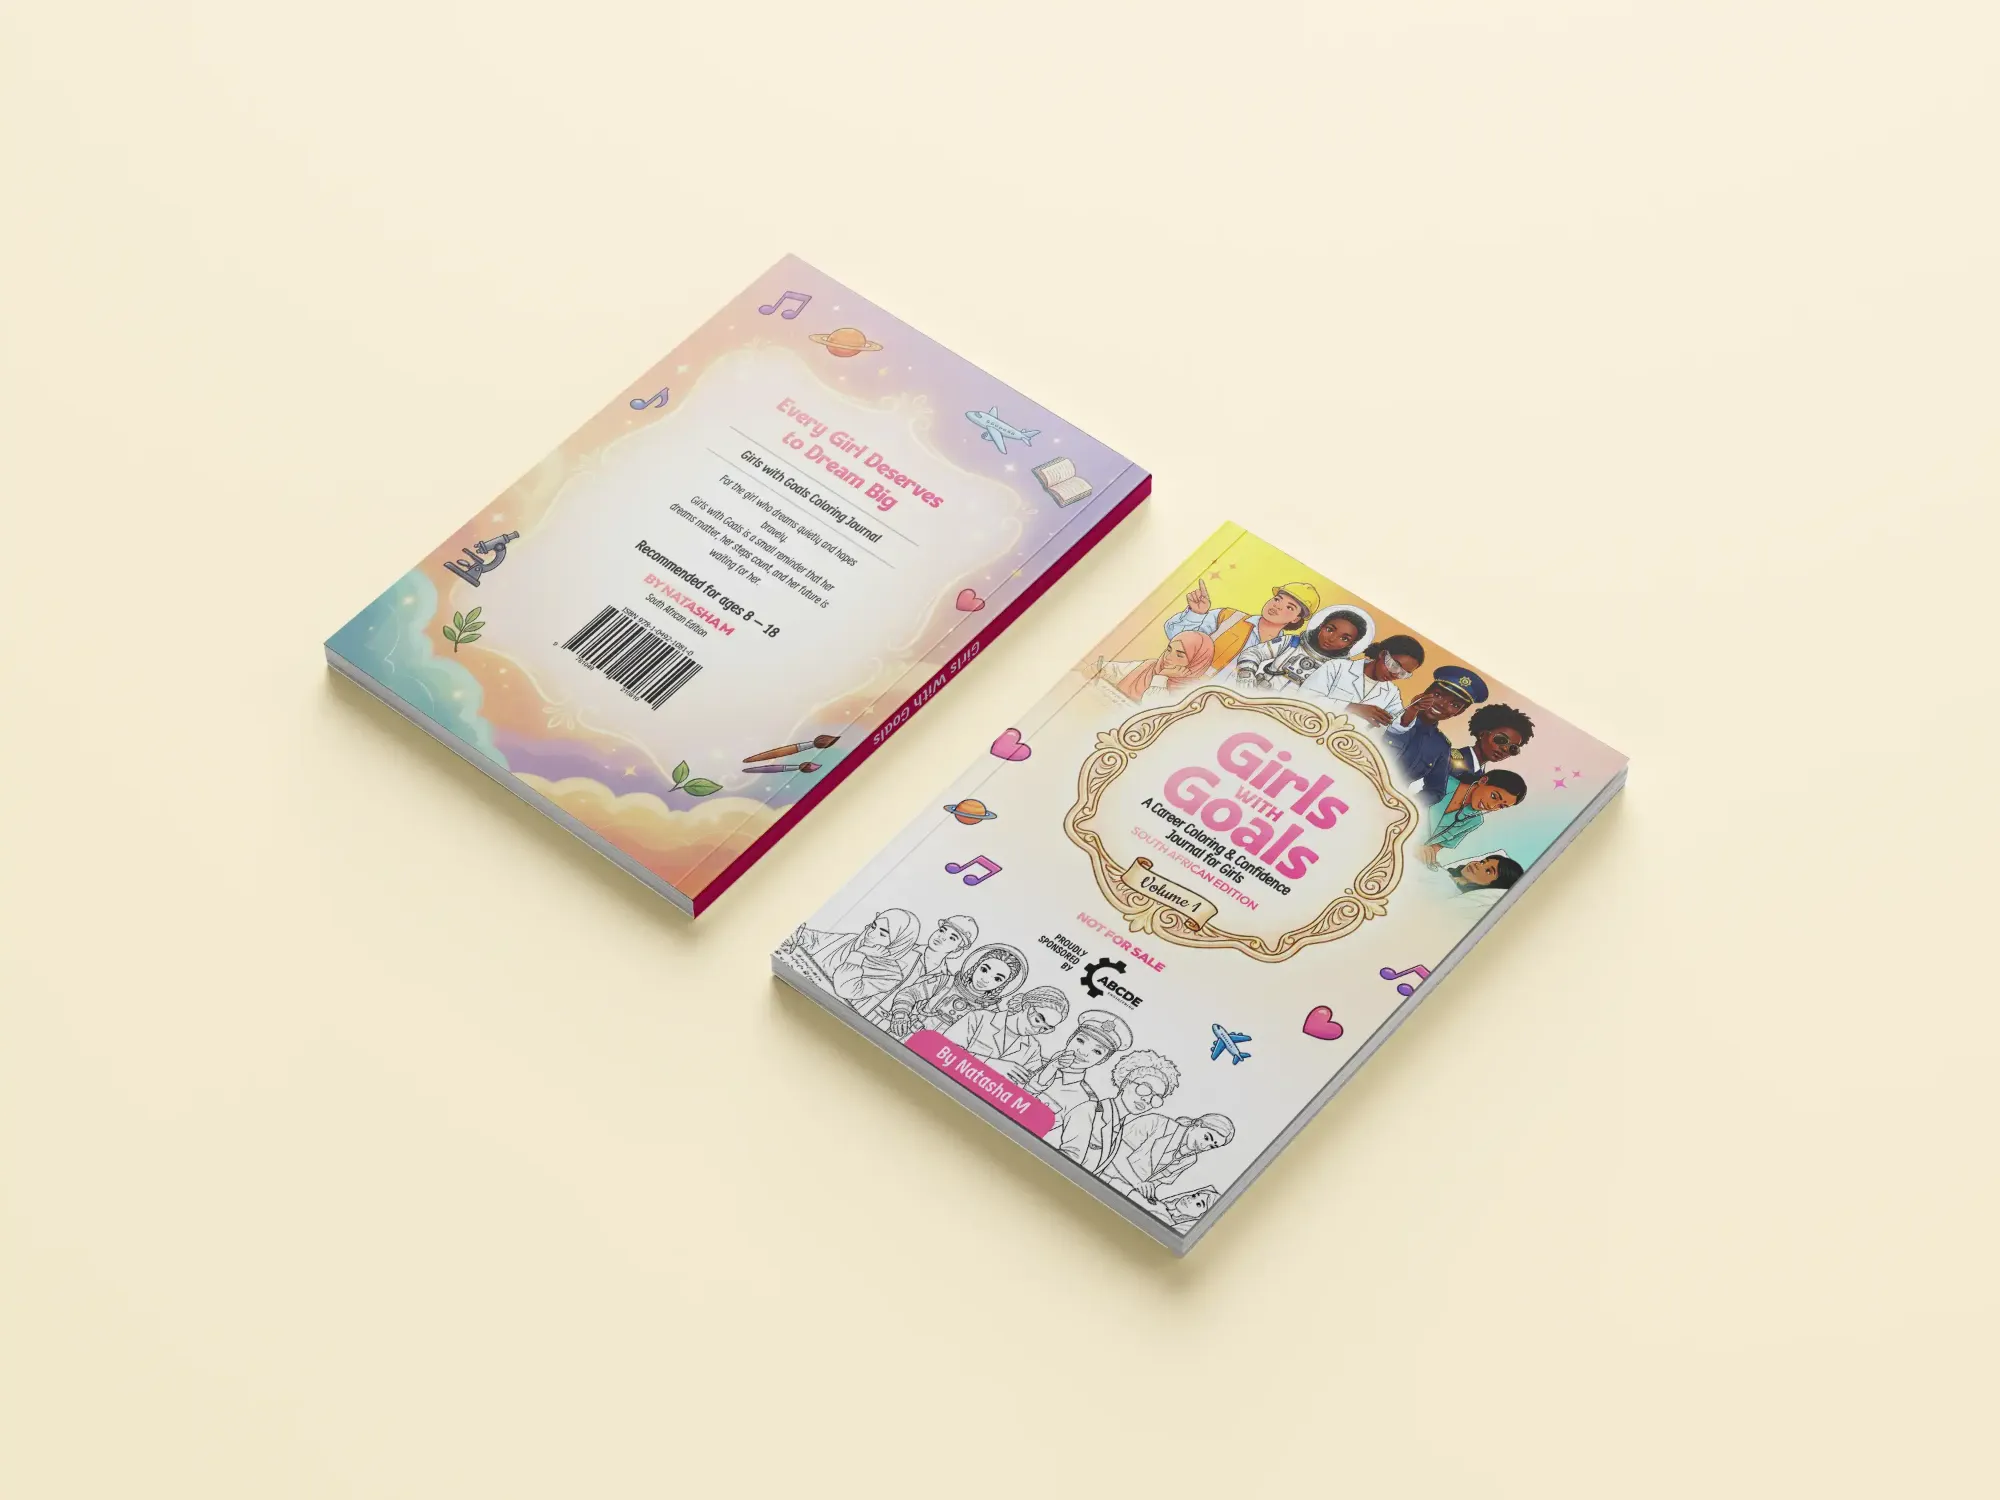 Every Girl Deserves
to Dream Big
Girls with Goals Coloring Journal
For the girl who dreams quietly and hopes
bravely.
Girls with Goals is a small reminder that her
dreams matter, her steps count, and her future is
waiting for her.
Recommended for ages 8 – 18
BY NATASHA M
South African Edition
Girls With Goals
Girls
WITH
Goals
A Career Coloring & Confidence
Journal for Girls
SOUTH AFRICAN EDITION
Volume 1
NOT FOR SALE
PROUDLY
SPONSORED
BY
ABCDE
By Natasha M